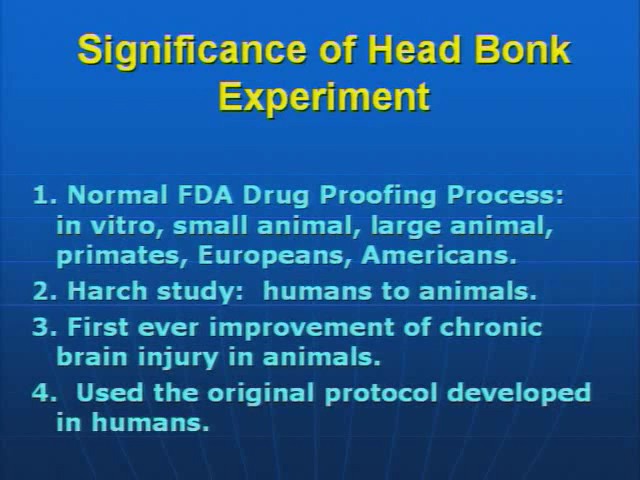 Significance of Head Bonk
Experiment
1. Normal FDA Drug Proofing Process:
in vitro, small animal, large animal,
primates, Europeans, Americans.
2. Harch study:  humans to animals.
3. First ever improvement of chronic
brain injury in animals.
4.  Used the original protocol developed
in humans.